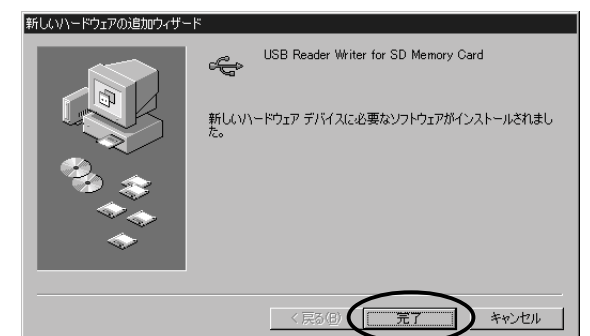 新しいハードウェアの追加ウィザード
USB Reader Writer for SD Memory Card
新しいハードウェア デバイスに必要なソフトウェアがインストールされまし
た。
< 戻る(B)
完了
キャンセル